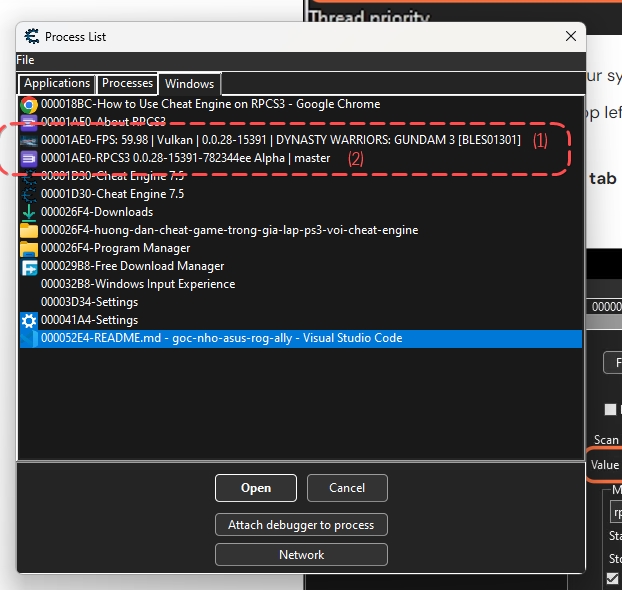 Thread priority
Process List
File
Applications
Processes
Windows
000018BC-How to Use Cheat Engine on RPCS3 - Google Chrome
00001AE0-About RPCS3
00001AE0-FPS: 59.98 | Vulkan | 0.0.28-15391 | DYNASTY WARRIORS: GUNDAM 3 [BLES01301]
(1)
00001AE0-RPCS3 0.0.28-15391-782344ee Alpha | master
(2)
00001D30-Cheat Engine 7.5
00001D30-Cheat Engine 7.5
000026F4-Downloads
000026F4-huong-dan-cheat-game-trong-gia-lap-ps3-voi-cheat-engine
000026F4-Program Manager
000029B8-Free Download Manager
000032B8-Windows Input Experience
00003D34-Settings
000041A4-Settings
000052E4-README.md - goc-nho-asus-rog-ally - Visual Studio Code
Open
Cancel
Attach debugger to process
Network
ur sy
op lef
tab
00000
F
Scan
Value
M
rp
Sta
Sto